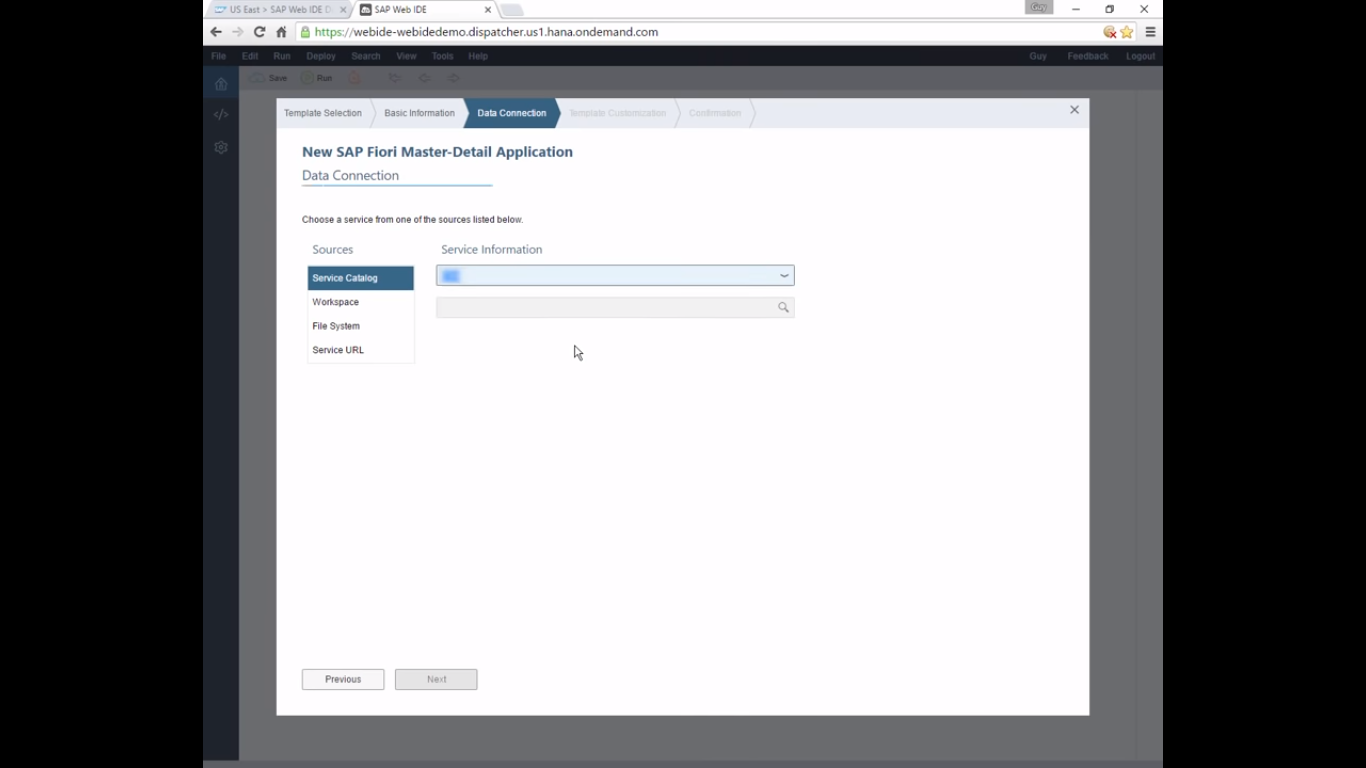 US East > SAP Web IDE D
SAP Web IDE
Guy
https://webide-webidedemo.dispatcher.us1.hana.ondemand.com
File Edit Run Deploy Search View Tools Help Guy Feedback Logout
Save Run
Template Selection Basic Information Data Connection Template Customization Confirmation
New SAP Fiori Master-Detail Application
Data Connection
Choose a service from one of the sources listed below.
Sources Service Information
Service Catalog
Workspace
File System
Service URL
Previous Next